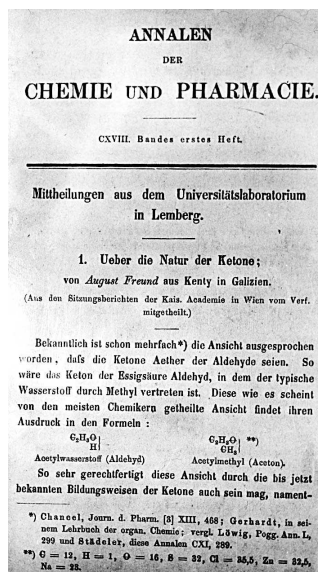 ANNALEN
DER
CHEMIE UND PHARMACIE.
CXVIII. Bandes erstes Heft.
Mittheilungen aus dem Universitätslaboratorium
in Lemberg.
1. Ueber die Natur der Ketone;
von August Freund aus Kenty in Galizien.
(Aus den Sitzungsberichten der Kais. Academie in Wien vom Verf.
mitgetheilt.)
Bekanntlich ist schon mehrfach*) die Ansicht ausgesprochen
worden, daſs die Ketone Aether der Aldehyde seien. So
wäre das Keton der Essigsäure Aldehyd, in dem der typische
Wasserstoff durch Methyl vertreten ist. Diese wie es scheint
von den meisten Chemikern getheilte Ansicht findet ihren
Ausdruck in den Formeln :
Є₂H₃Ɵ| Є₂H₃Ɵ| **)
H| ЄH₃|
Acetylwasserstoff (Aldehyd) Acetylmethyl (Aceton).
So sehr gerechtfertigt diese Ansicht durch die bis jetzt
bekannten Bildungsweisen der Ketone auch sein mag, nament-
*) Chancel, Journ. d. Pharm. [3] XIII, 468; Gerhardt, in sei-
nem Lehrbuch der organ. Chemie; vergl. Löwig, Pogg. Ann. L,
299 und Städeler, diese Annalen CXI, 289.
**) Є = 12, H = 1, Ɵ = 16, S = 32, Cl = 35,5, Zn = 32,5,
Na = 23.